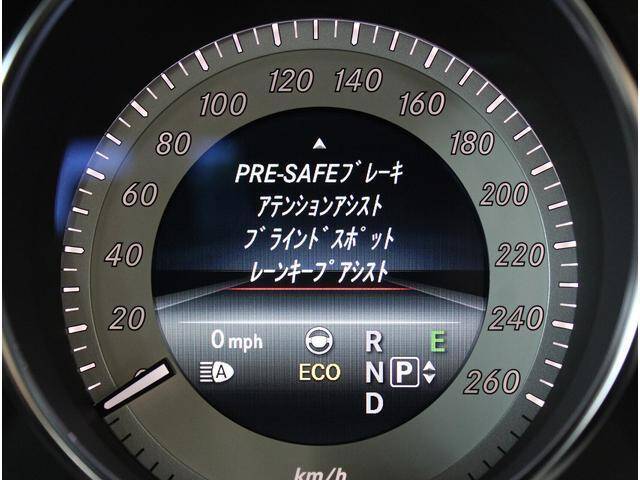 120 140
100 160
80 180
60 200
40 220
20 240
0 260
PRE-SAFEブレーキ
アテンションアシスト
ブラインドスポット
レーンキープアシスト
0 mph R E
A ECO N P
D
km/h